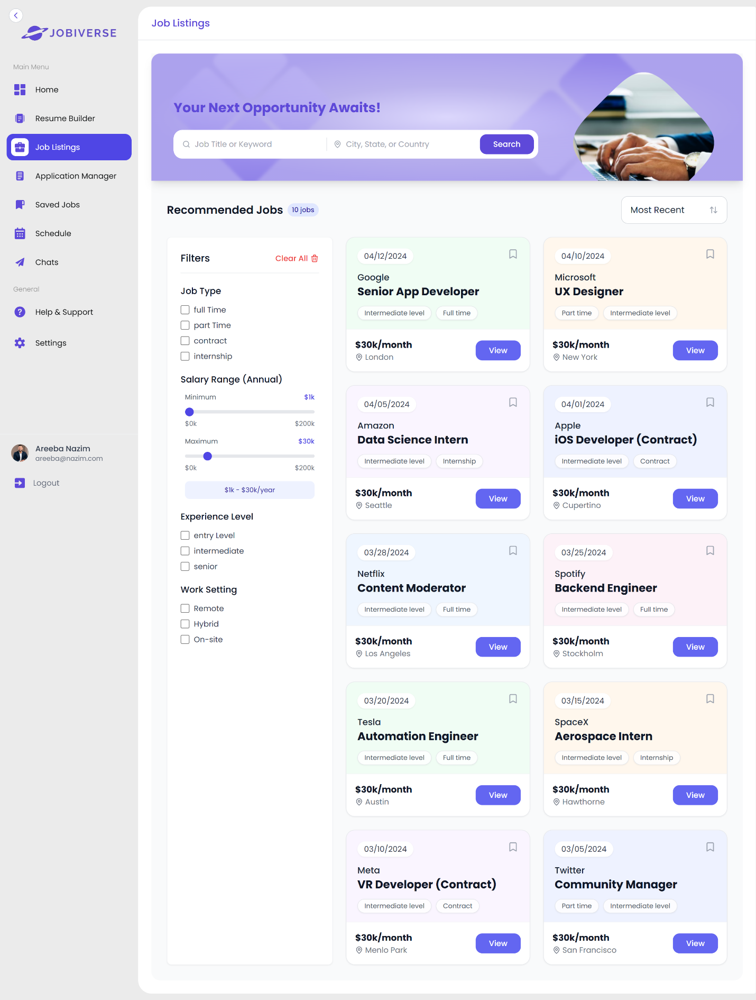 JOBIVERSE
Main Menu
Home
Resume Builder
Job Listings
Application Manager
Saved Jobs
Schedule
Chats
General
Help & Support
Settings
Areeba Nazim
areeba@nazim.com
Logout
Job Listings
Your Next Opportunity Awaits!
Job Title or Keyword
City, State, or Country
Search
Recommended Jobs
10 jobs
Most Recent
Filters
Clear All
Job Type
full Time
part Time
contract
internship
Salary Range (Annual)
Minimum
$1k
$0k
$200k
Maximum
$30k
$0k
$200k
$1k - $30k/year
Experience Level
entry Level
intermediate
senior
Work Setting
Remote
Hybrid
On-site
04/12/2024
Google
Senior App Developer
Intermediate level
Full time
$30k/month
London
View
04/10/2024
Microsoft
UX Designer
Part time
Intermediate level
$30k/month
New York
View
04/05/2024
Amazon
Data Science Intern
Intermediate level
Internship
$30k/month
Seattle
View
04/01/2024
Apple
iOS Developer (Contract)
Intermediate level
Contract
$30k/month
Cupertino
View
03/28/2024
Netflix
Content Moderator
Intermediate level
Full time
$30k/month
Los Angeles
View
03/25/2024
Spotify
Backend Engineer
Intermediate level
Full time
$30k/month
Stockholm
View
03/20/2024
Tesla
Automation Engineer
Intermediate level
Full time
$30k/month
Austin
View
03/15/2024
SpaceX
Aerospace Intern
Intermediate level
Internship
$30k/month
Hawthorne
View
03/10/2024
Meta
VR Developer (Contract)
Intermediate level
Contract
$30k/month
Menlo Park
View
03/05/2024
Twitter
Community Manager
Part time
Intermediate level
$30k/month
San Francisco
View